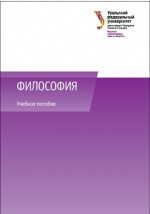 Уральский
федеральный
университет
ФИЛОСОФИЯ
Учебное пособие